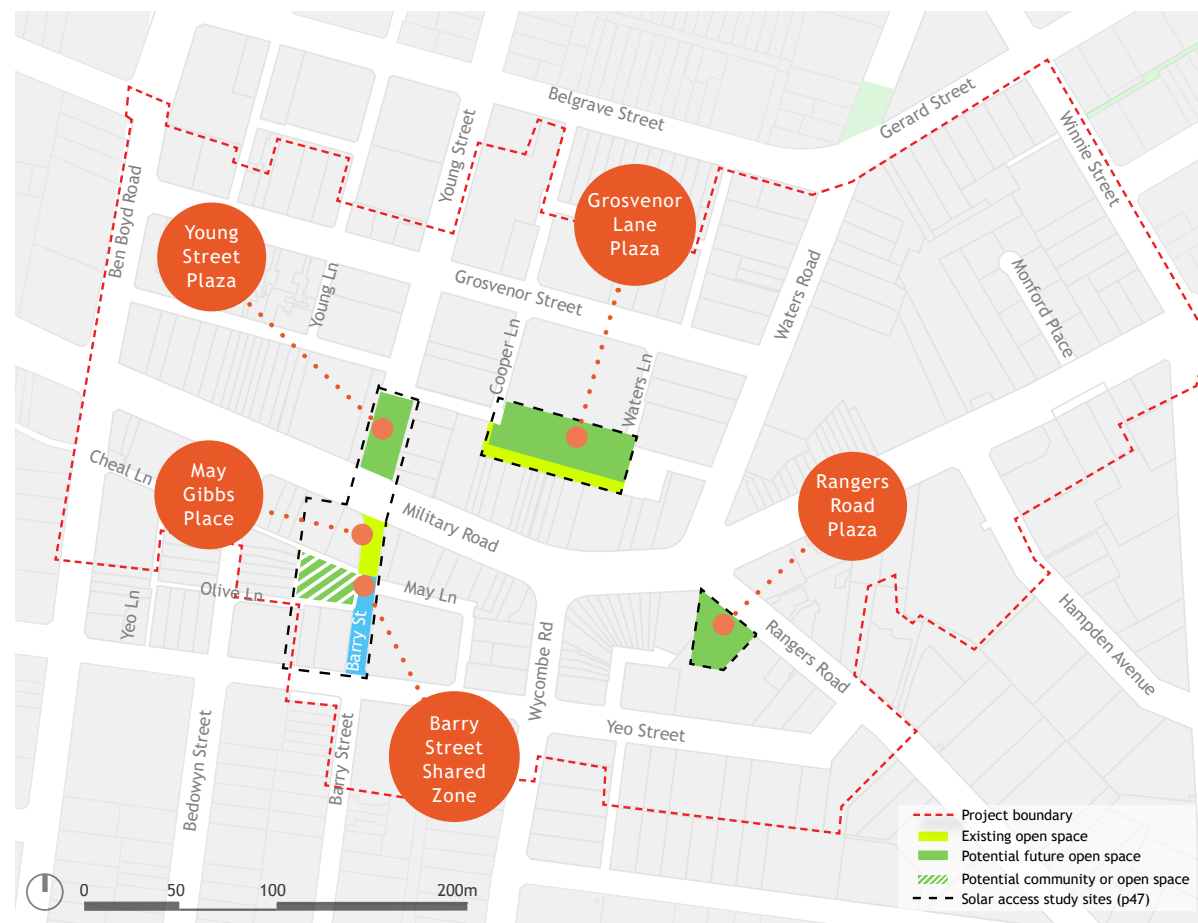 Belgrave Street
Gerard Street
Winnie Street
Young Street
Ben Boyd Road
Grosvenor
Lane
Plaza
Young
Street
Plaza
Young Ln
Grosvenor Street
Waters Road
Monford Place
Cooper Ln
Waters Ln
Cheal Ln
May
Gibbs
Place
Military Road
Rangers
Road
Plaza
Olive Ln
May Ln
Yeo Ln
Barry St
Wycombe Rd
Rangers Road
Hampden Avenue
Barry
Street
Shared
Zone
Yeo Street
Bedowyn Street
Barry Street
Project boundary
Existing open space
Potential future open space
Potential community or open space
Solar access study sites (p47)
0 50 100 200m